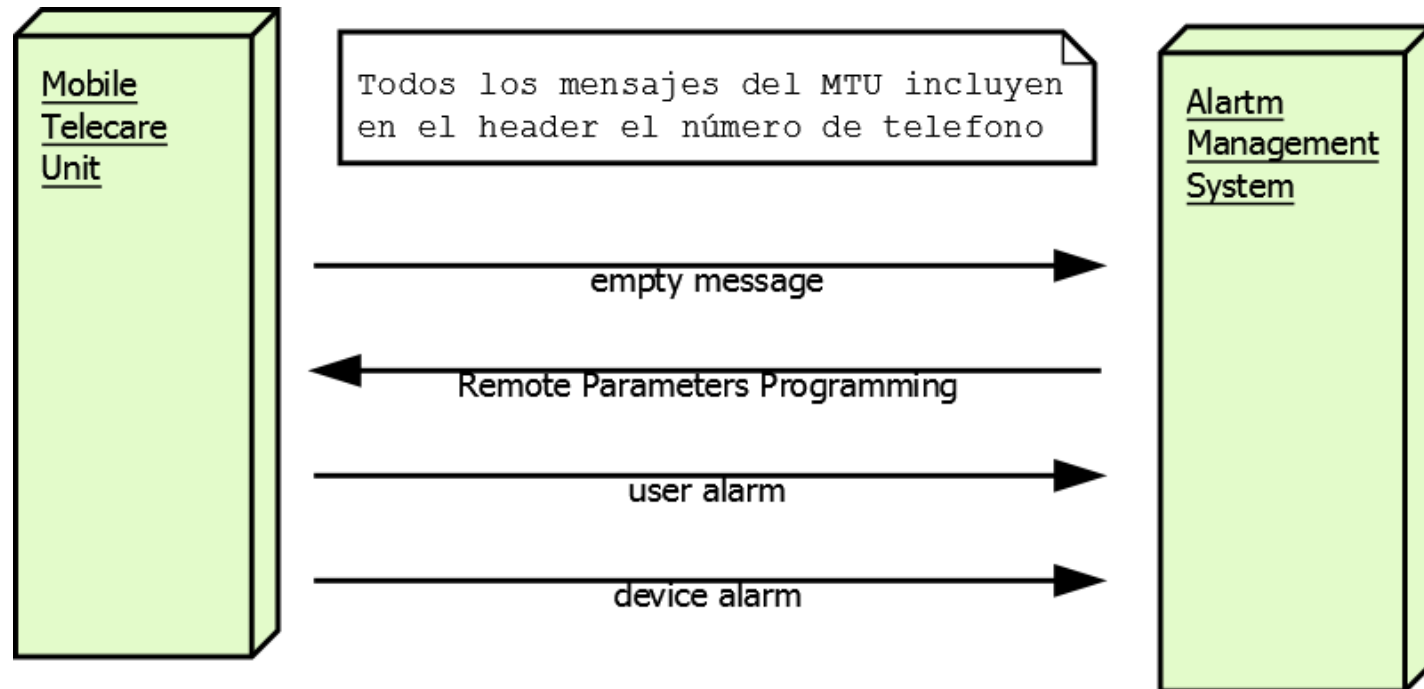 Mobile
Telecare
Unit
Todos los mensajes del MTU incluyen
en el header el número de telefono
Alartm
Management
System
empty message
Remote Parameters Programming
user alarm
device alarm